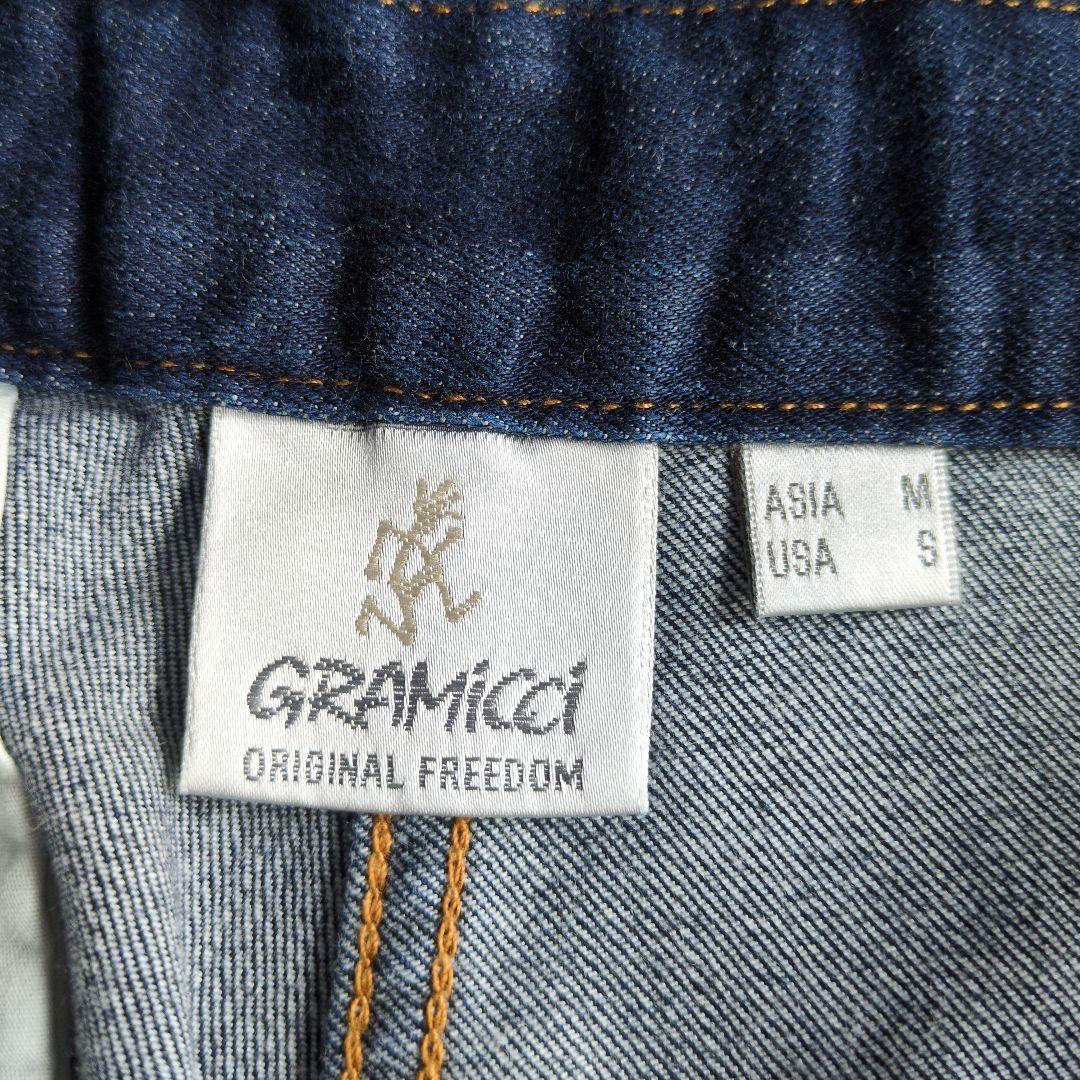 GRAMiCCi
ORIGINAL FREEDOM
ASIA M
USA S